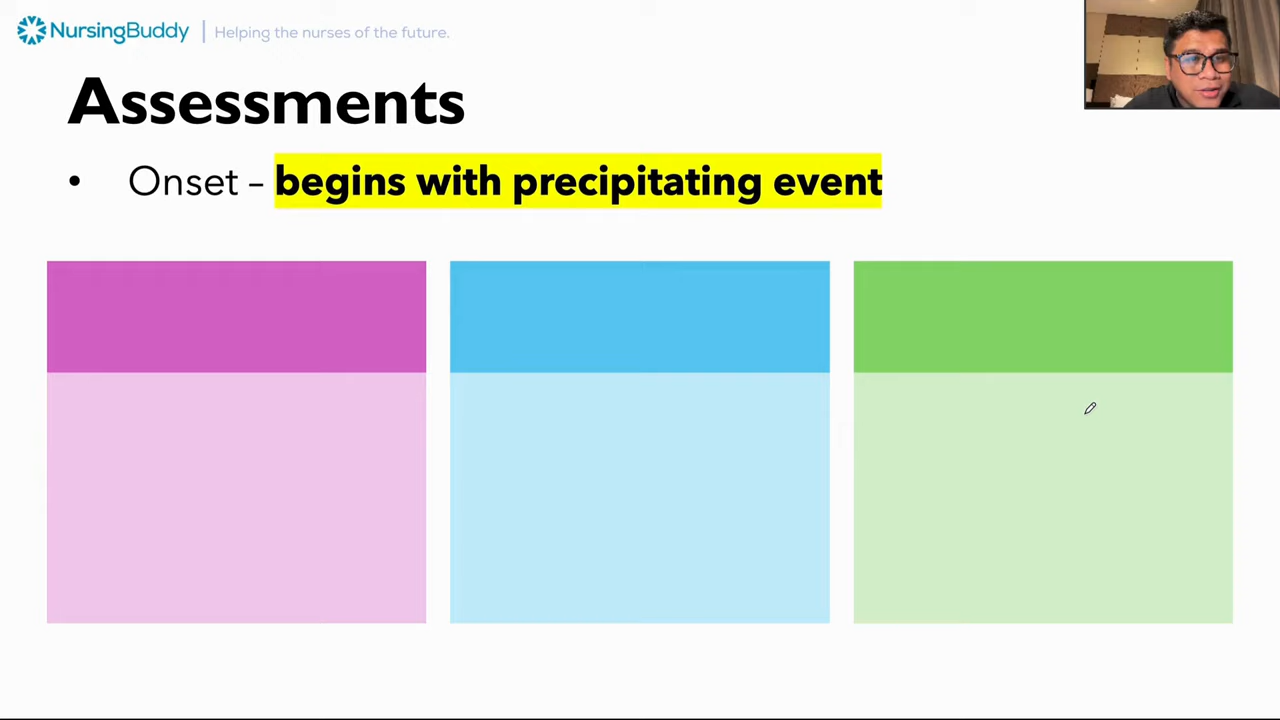 NursingBuddy | Helping the nurses of the future.
Assessments
• Onset – begins with precipitating event